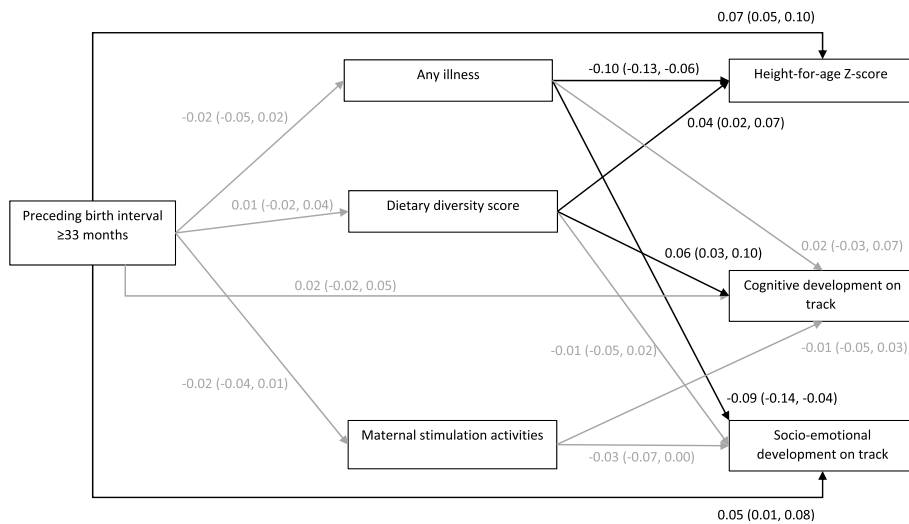 0.07 (0.05, 0.10)
Any illness
-0.10 (-0.13, -0.06)
Height-for-age Z-score
-0.02 (-0.05, 0.02)
0.04 (0.02, 0.07)
Preceding birth interval
≥33 months
0.01 (-0.02, 0.04)
Dietary diversity score
0.06 (0.03, 0.10)
0.02 (-0.03, 0.07)
0.02 (-0.02, 0.05)
Cognitive development on
track
-0.01 (-0.05, 0.02)
-0.01 (-0.05, 0.03)
-0.02 (-0.04, 0.01)
-0.09 (-0.14, -0.04)
Maternal stimulation activities
-0.03 (-0.07, 0.00)
Socio-emotional
development on track
0.05 (0.01, 0.08)